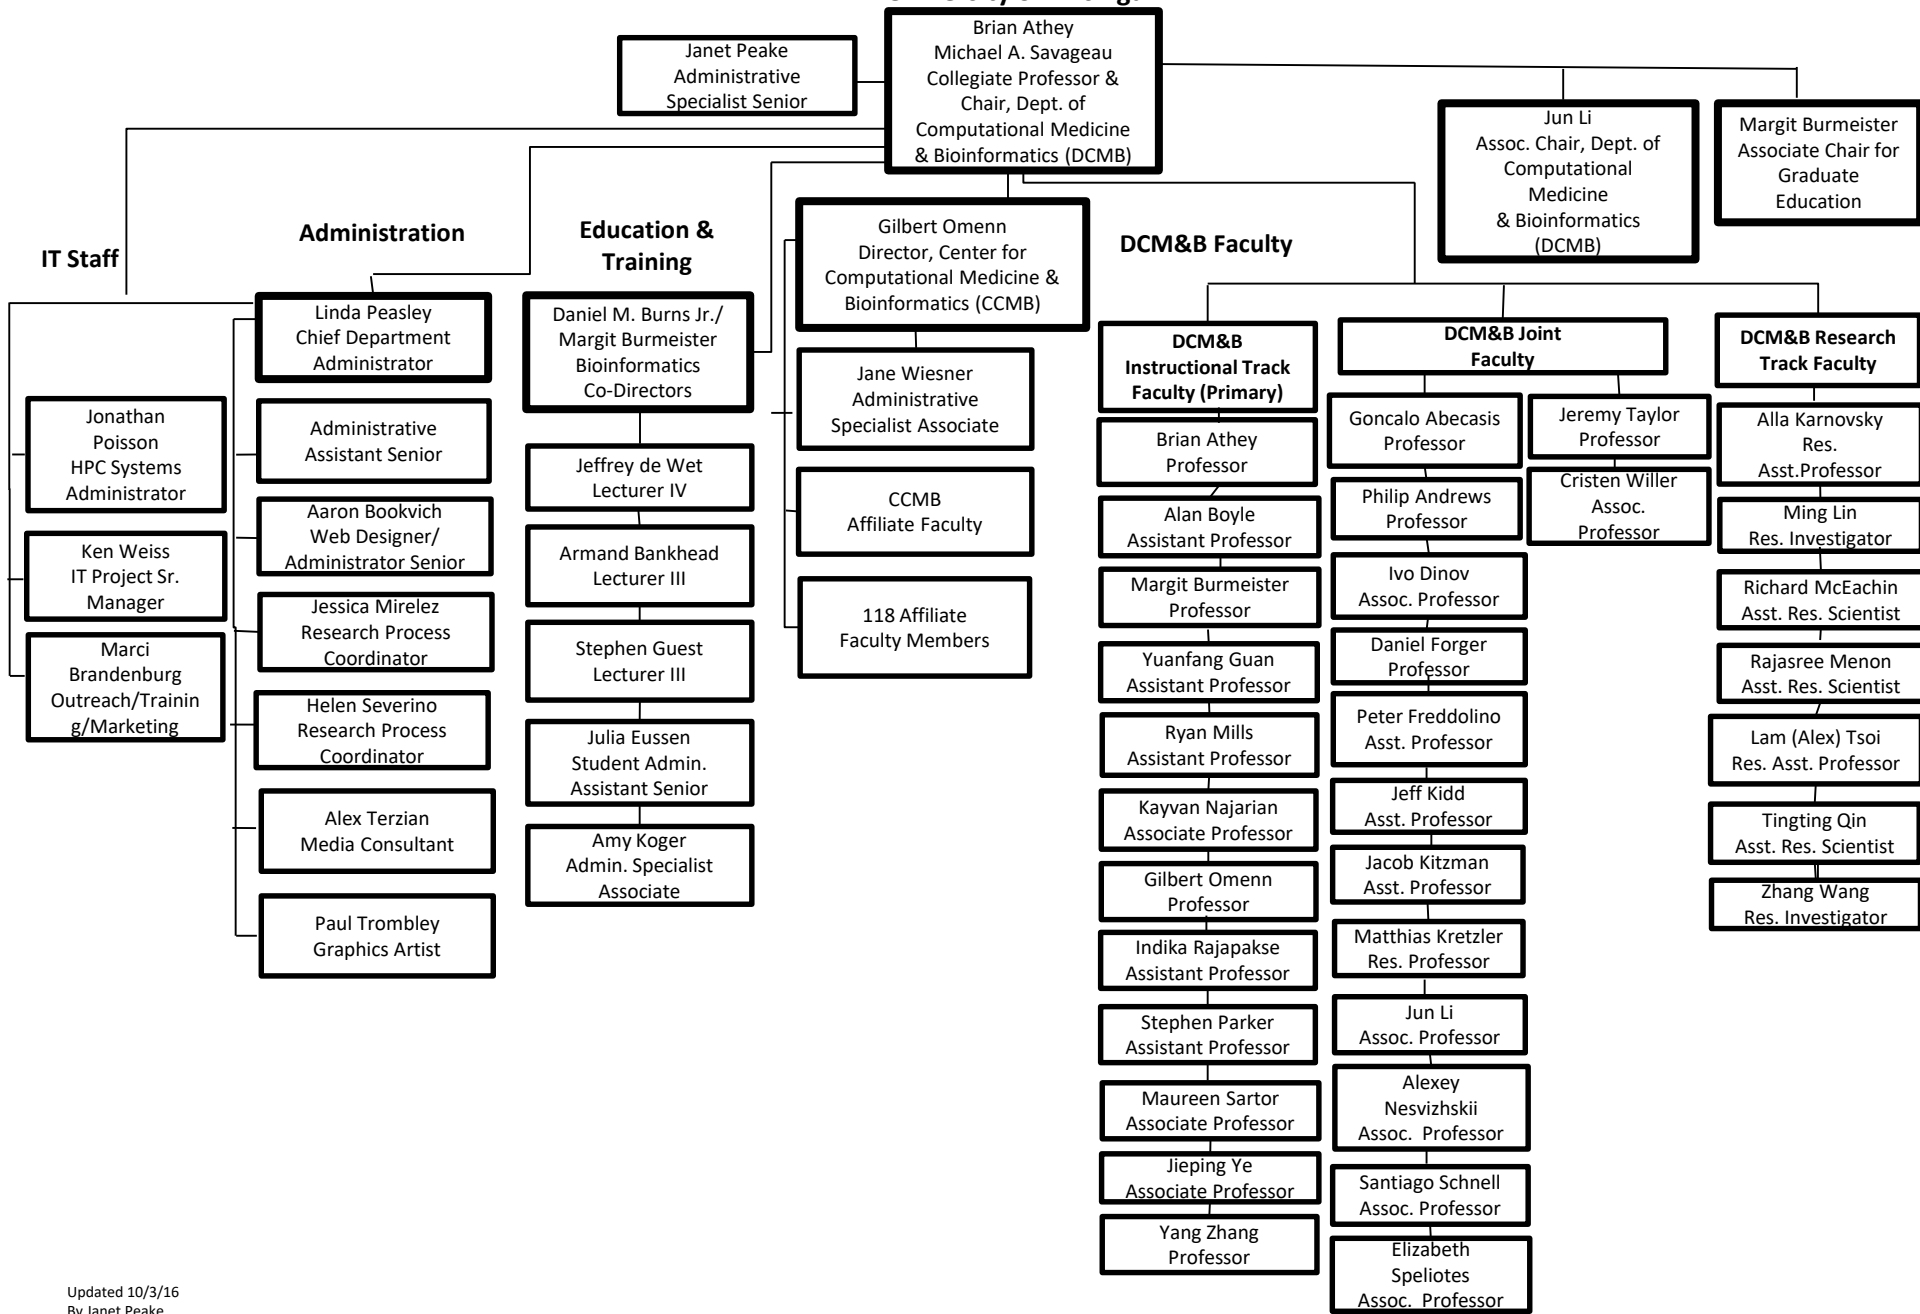 Janet Peake
Administrative
Specialist Senior
Brian Athey
Michael A. Savageau
Collegiate Professor &
Chair, Dept. of
Computational Medicine
& Bioinformatics (DCMB)
Jun Li
Assoc. Chair, Dept. of
Computational
Medicine
& Bioinformatics
(DCMB)
Margit Burmeister
Associate Chair for
Graduate
Education
IT Staff
Jonathan
Poisson
HPC Systems
Administrator
Ken Weiss
IT Project Sr.
Manager
Marci
Brandenburg
Outreach/Trainin
g/Marketing
Administration
Linda Peasley
Chief Department
Administrator
Administrative
Assistant Senior
Aaron Bookvich
Web Designer/
Administrator Senior
Jessica Mirelez
Research Process
Coordinator
Helen Severino
Research Process
Coordinator
Alex Terzian
Media Consultant
Paul Trombley
Graphics Artist
Education &
Training
Daniel M. Burns Jr./
Margit Burmeister
Bioinformatics
Co-Directors
Jeffrey de Wet
Lecturer IV
Armand Bankhead
Lecturer III
Stephen Guest
Lecturer III
Julia Eussen
Student Admin.
Assistant Senior
Amy Koger
Admin. Specialist
Associate
Gilbert Omenn
Director, Center for
Computational Medicine &
Bioinformatics (CCMB)
Jane Wiesner
Administrative
Specialist Associate
CCMB
Affiliate Faculty
118 Affiliate
Faculty Members
DCM&B Faculty
DCM&B
Instructional Track
Faculty (Primary)
Brian Athey
Professor
Alan Boyle
Assistant Professor
Margit Burmeister
Professor
Yuanfang Guan
Assistant Professor
Ryan Mills
Assistant Professor
Kayvan Najarian
Associate Professor
Gilbert Omenn
Professor
Indika Rajapakse
Assistant Professor
Stephen Parker
Assistant Professor
Maureen Sartor
Associate Professor
Jieping Ye
Associate Professor
Yang Zhang
Professor
DCM&B Joint
Faculty
Goncalo Abecasis
Professor
Philip Andrews
Professor
Ivo Dinov
Assoc. Professor
Daniel Forger
Professor
Peter Freddolino
Asst. Professor
Jeff Kidd
Asst. Professor
Jacob Kitzman
Asst. Professor
Matthias Kretzler
Res. Professor
Jun Li
Assoc. Professor
Alexey
Nesvizhskii
Assoc. Professor
Santiago Schnell
Assoc. Professor
Elizabeth
Speliotes
Assoc. Professor
Jeremy Taylor
Professor
Cristen Willer
Assoc.
Professor
DCM&B Research
Track Faculty
Alla Karnovsky
Res.
Asst.Professor
Ming Lin
Res. Investigator
Richard McEachin
Asst. Res. Scientist
Rajasree Menon
Asst. Res. Scientist
Lam (Alex) Tsoi
Res. Asst. Professor
Tingting Qin
Asst. Res. Scientist
Zhang Wang
Res. Investigator
Updated 10/3/16
By Janet Peake